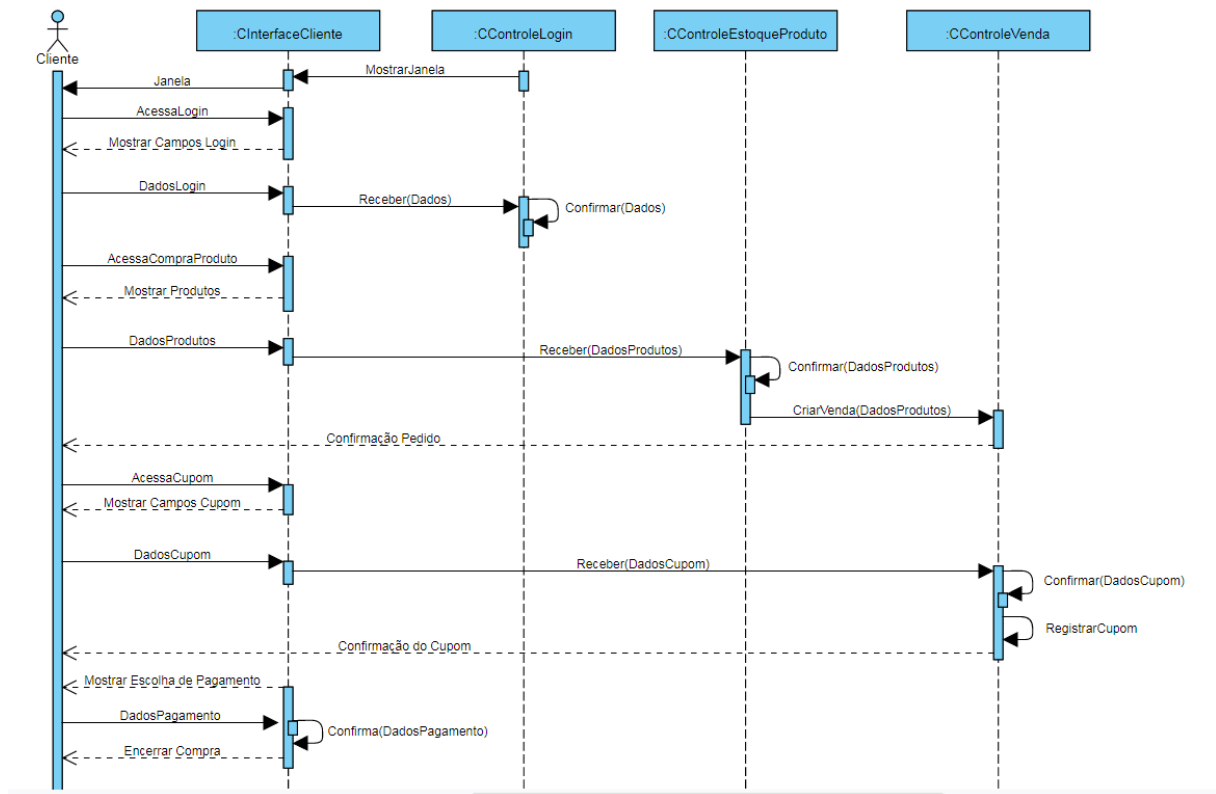 Cliente
:CInterfaceCliente
:CControleLogin
:CControleEstoqueProduto
:CControleVenda
MostrarJanela
Janela
AcessaLogin
Mostrar Campos Login
DadosLogin
Receber(Dados)
Confirmar(Dados)
AcessaCompraProduto
Mostrar Produtos
DadosProdutos
Receber(DadosProdutos)
Confirmar(DadosProdutos)
CriarVenda(DadosProdutos)
Confirmação Pedido
AcessaCupom
Mostrar Campos Cupom
DadosCupom
Receber(DadosCupom)
Confirmar(DadosCupom)
RegistrarCupom
Confirmação do Cupom
Mostrar Escolha de Pagamento
DadosPagamento
Confirma(DadosPagamento)
Encerrar Compra